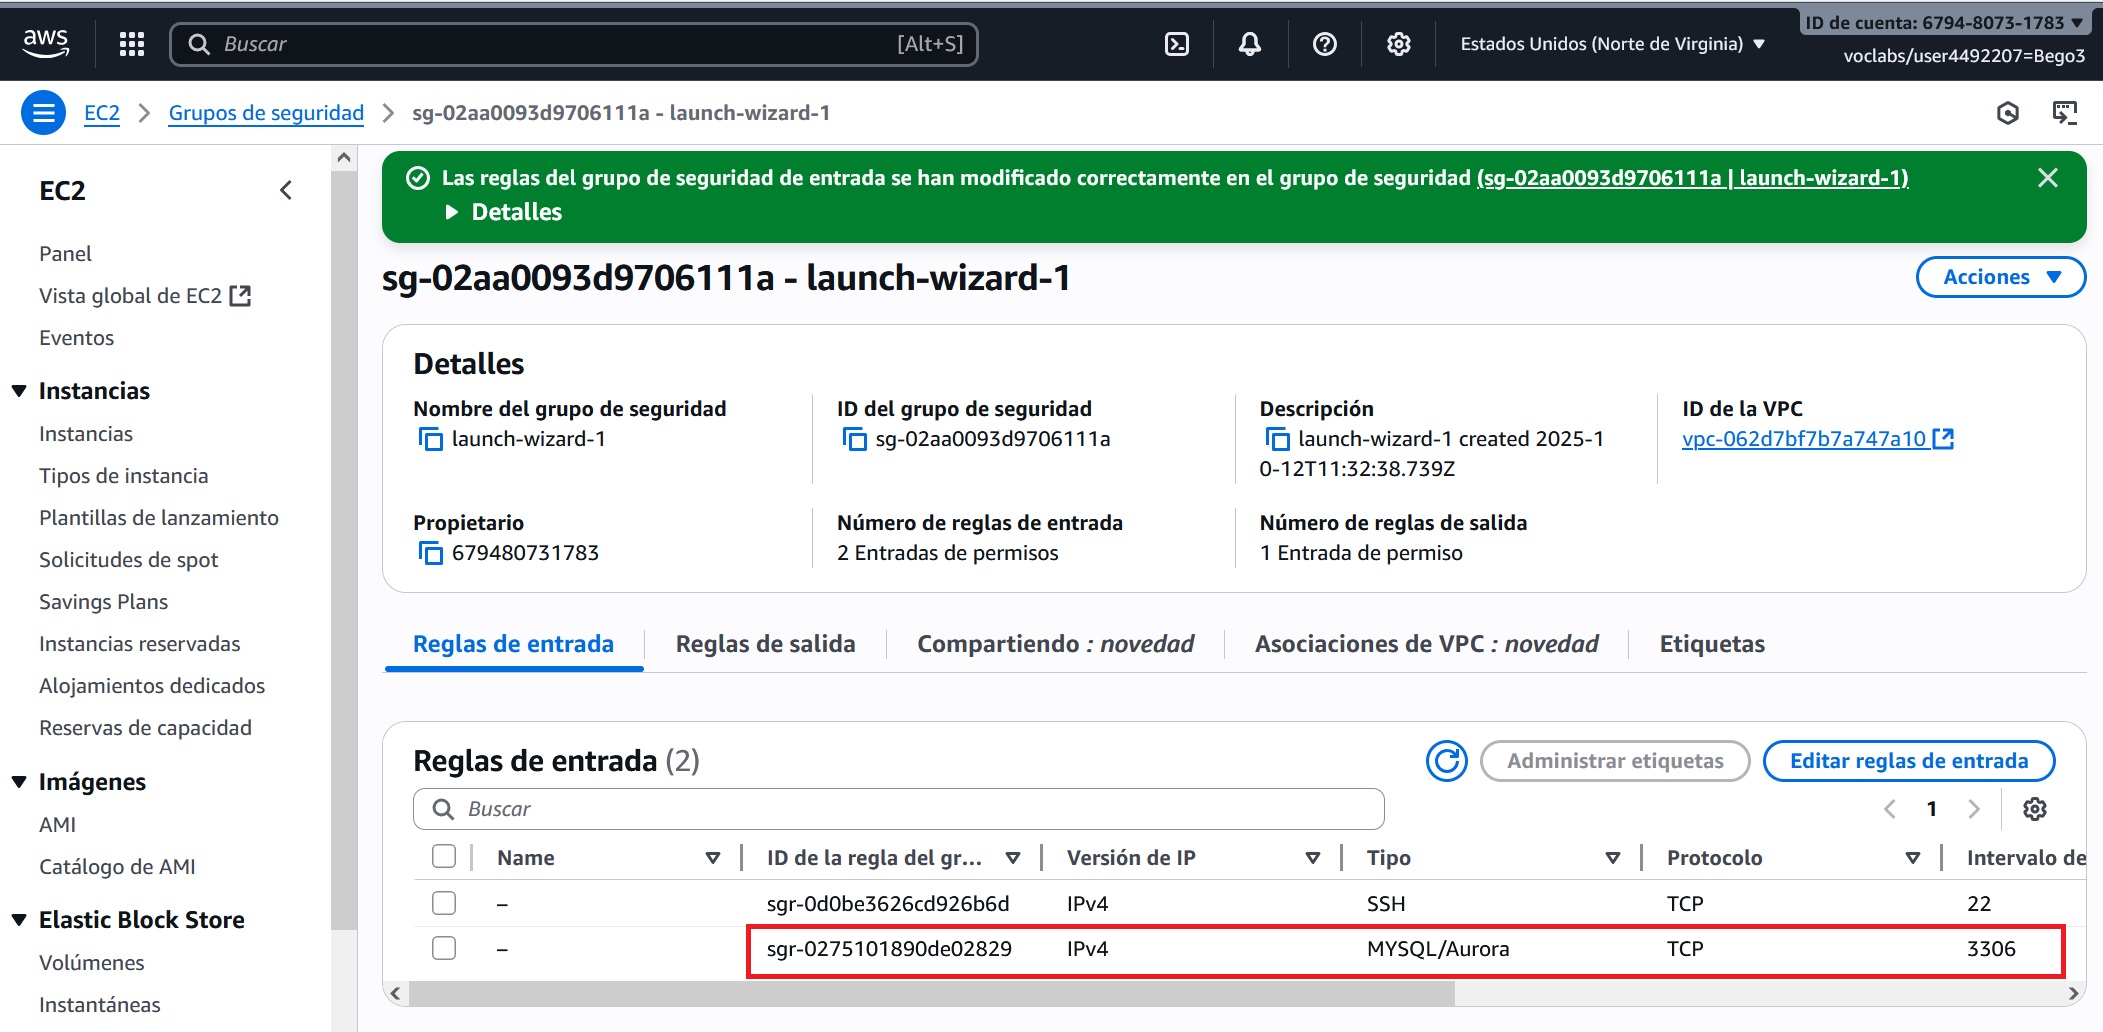 aws
Buscar
[Alt+S]
Estados Unidos (Norte de Virginia)
ID de cuenta: 6794-8073-1783
voclabs/user4492207=Bego3
EC2
Grupos de seguridad
sg-02aa0093d9706111a - launch-wizard-1
EC2
Panel
Vista global de EC2
Eventos
Instancias
Instancias
Tipos de instancia
Plantillas de lanzamiento
Solicitudes de spot
Savings Plans
Instancias reservadas
Alojamientos dedicados
Reservas de capacidad
Imágenes
AMI
Catálogo de AMI
Elastic Block Store
Volúmenes
Instantáneas
Las reglas del grupo de seguridad de entrada se han modificado correctamente en el grupo de seguridad (sg-02aa0093d9706111a | launch-wizard-1)
Detalles
sg-02aa0093d9706111a - launch-wizard-1
Acciones
Detalles
Nombre del grupo de seguridad
launch-wizard-1
ID del grupo de seguridad
sg-02aa0093d9706111a
Descripción
launch-wizard-1 created 2025-1
0-12T11:32:38.739Z
ID de la VPC
vpc-062d7bf7b7a747a10
Propietario
679480731783
Número de reglas de entrada
2 Entradas de permisos
Número de reglas de salida
1 Entrada de permiso
Reglas de entrada
Reglas de salida
Compartiendo : novedad
Asociaciones de VPC : novedad
Etiquetas
Reglas de entrada (2)
Administrar etiquetas
Editar reglas de entrada
Buscar
1
Name ID de la regla del gr... Versión de IP Tipo Protocolo Intervalo de
– sgr-0d0be3626cd926b6d IPv4 SSH TCP 22
– sgr-0275101890de02829 IPv4 MYSQL/Aurora TCP 3306